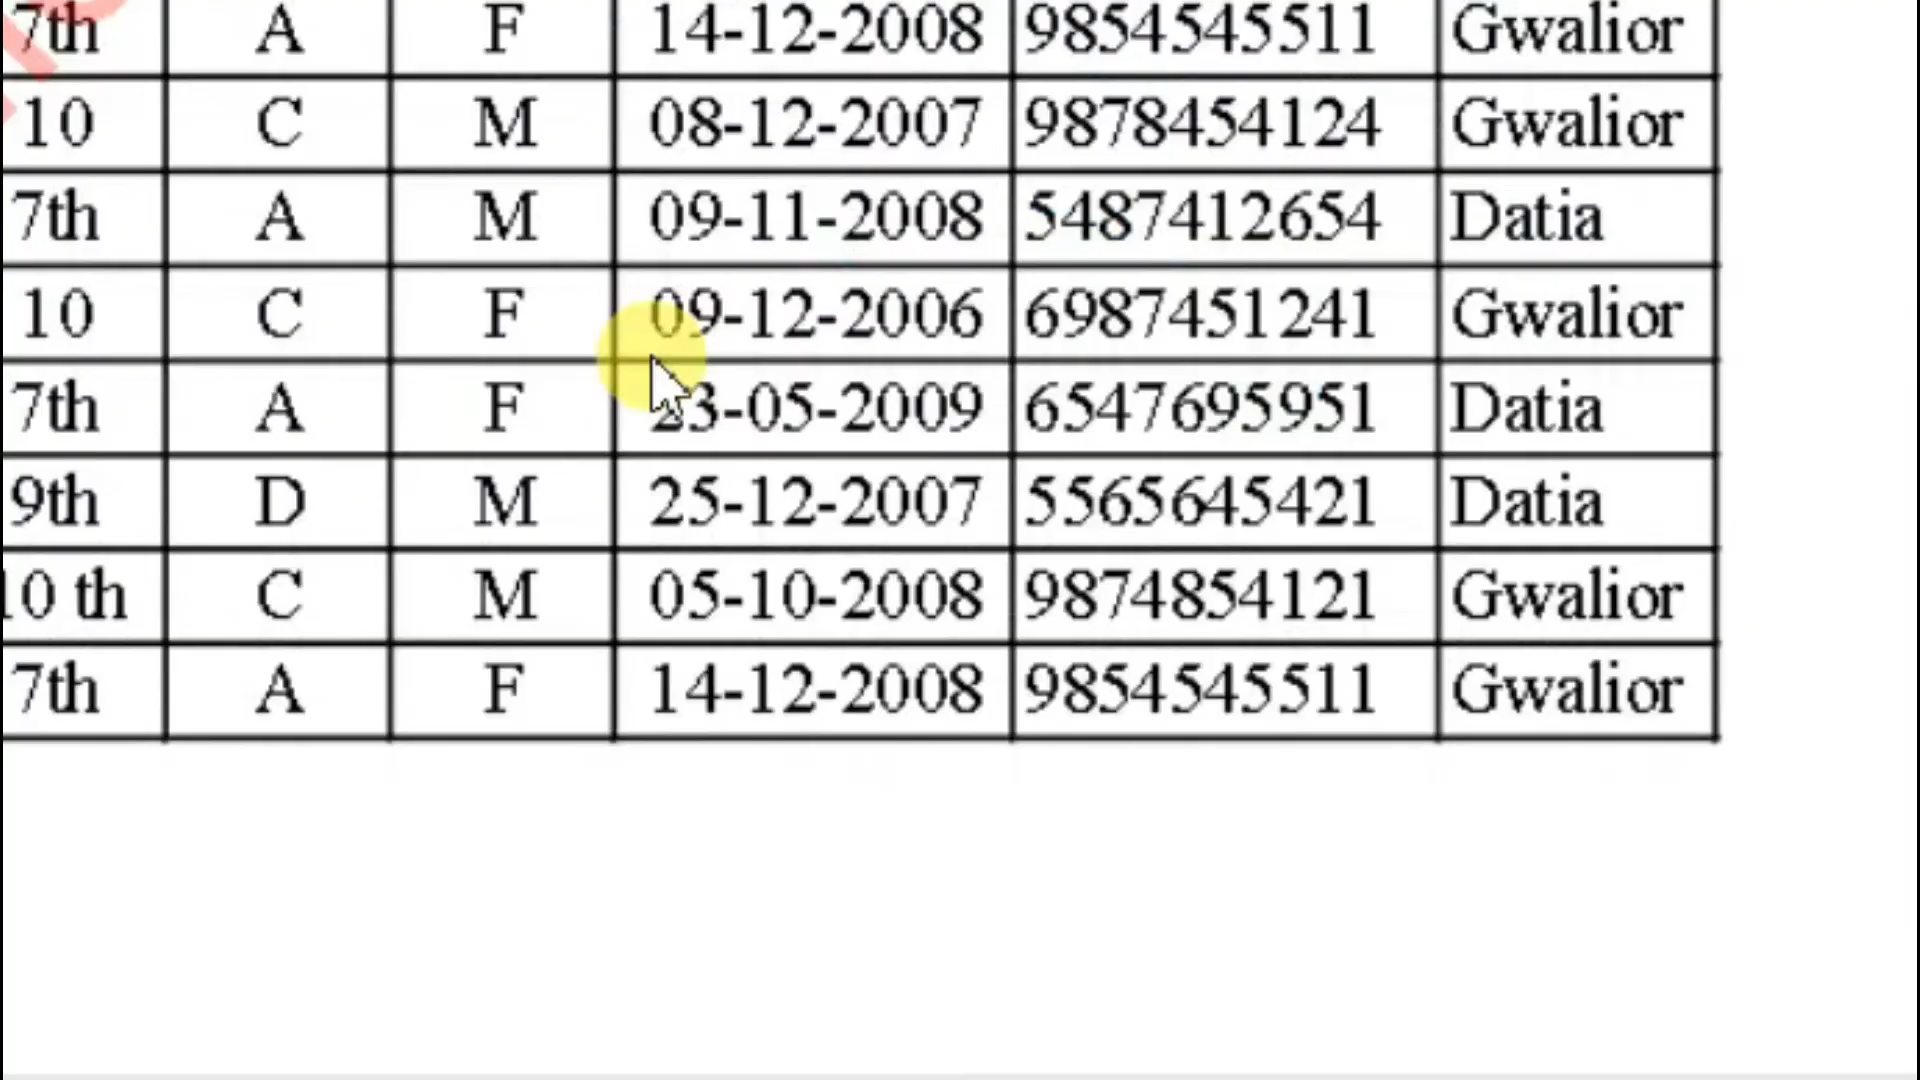 7th A F 14-12-2008 9854545511 Gwalior
10 C M 08-12-2007 9878454124 Gwalior
7th A M 09-11-2008 5487412654 Datia
10 C F 09-12-2006 6987451241 Gwalior
7th A F 23-05-2009 6547695951 Datia
9th D M 25-12-2007 5565645421 Datia
10 th C M 05-10-2008 9874854121 Gwalior
7th A F 14-12-2008 9854545511 Gwalior